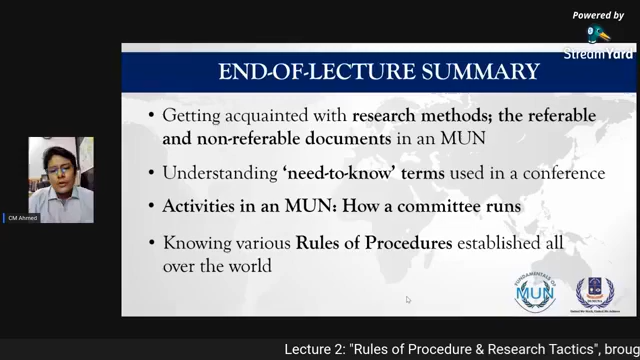 Powered by
StreamYard
END-OF-LECTURE SUMMARY
• Getting acquainted with research methods; the referable
and non-referable documents in an MUN
• Understanding ‘need-to-know’ terms used in a conference
• Activities in an MUN: How a committee runs
• Knowing various Rules of Procedures established all
over the world
CM Ahmed
FUNDAMENTALS OF
MUN
Lecture 2: "Rules of Procedure & Research Tactics", broug